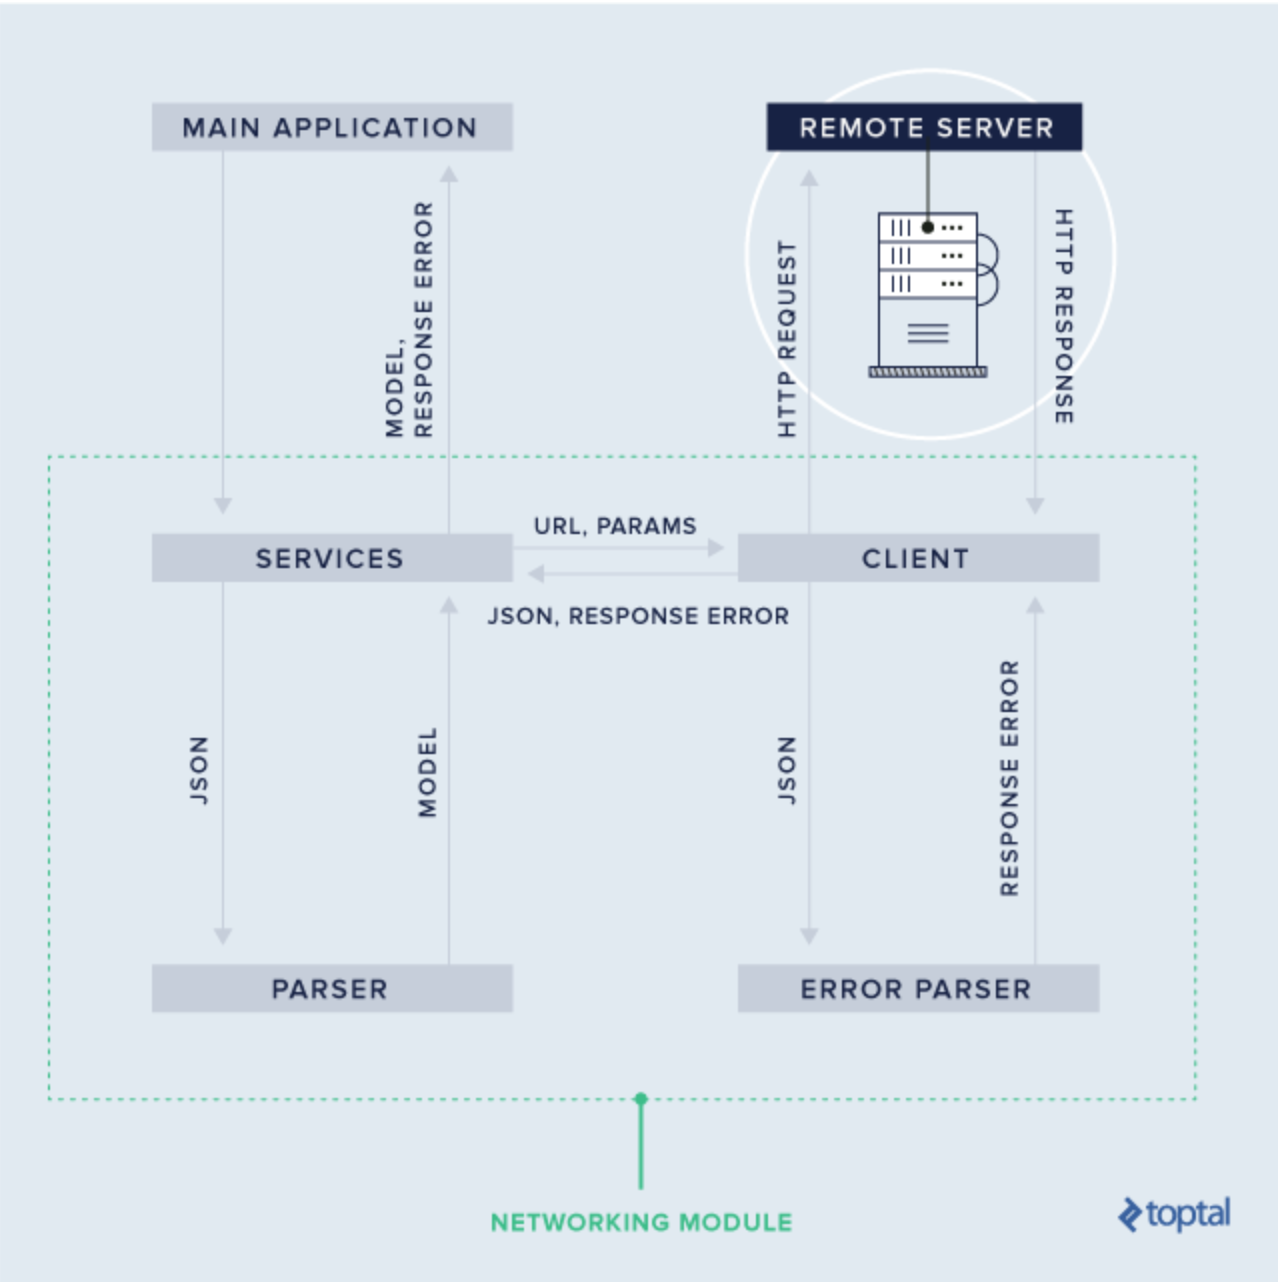 MAIN APPLICATION
REMOTE SERVER
MODEL,
RESPONSE ERROR
HTTP REQUEST
HTTP RESPONSE
URL, PARAMS
SERVICES
CLIENT
JSON, RESPONSE ERROR
JSON
MODEL
JSON
RESPONSE ERROR
PARSER
ERROR PARSER
NETWORKING MODULE
toptal